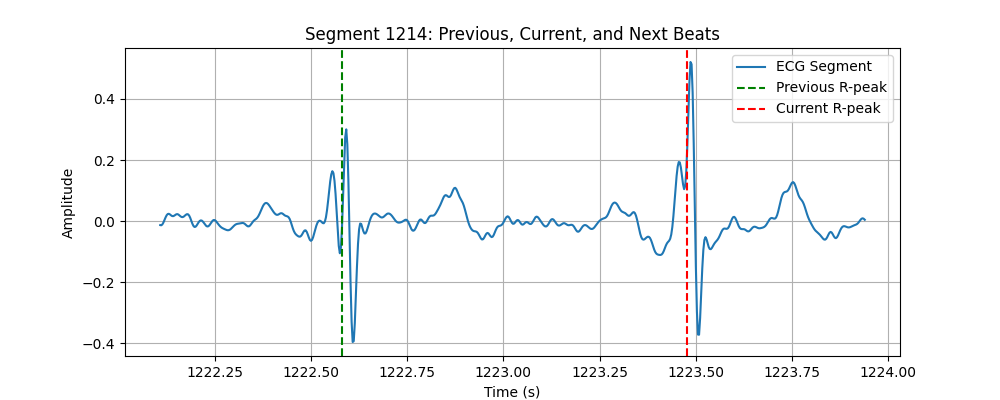 Segment 1214: Previous, Current, and Next Beats
ECG Segment
Previous R-peak
Current R-peak
Amplitude
0.4
0.2
0.0
−0.2
−0.4
1222.25 1222.50 1222.75 1223.00 1223.25 1223.50 1223.75 1224.00
Time (s)